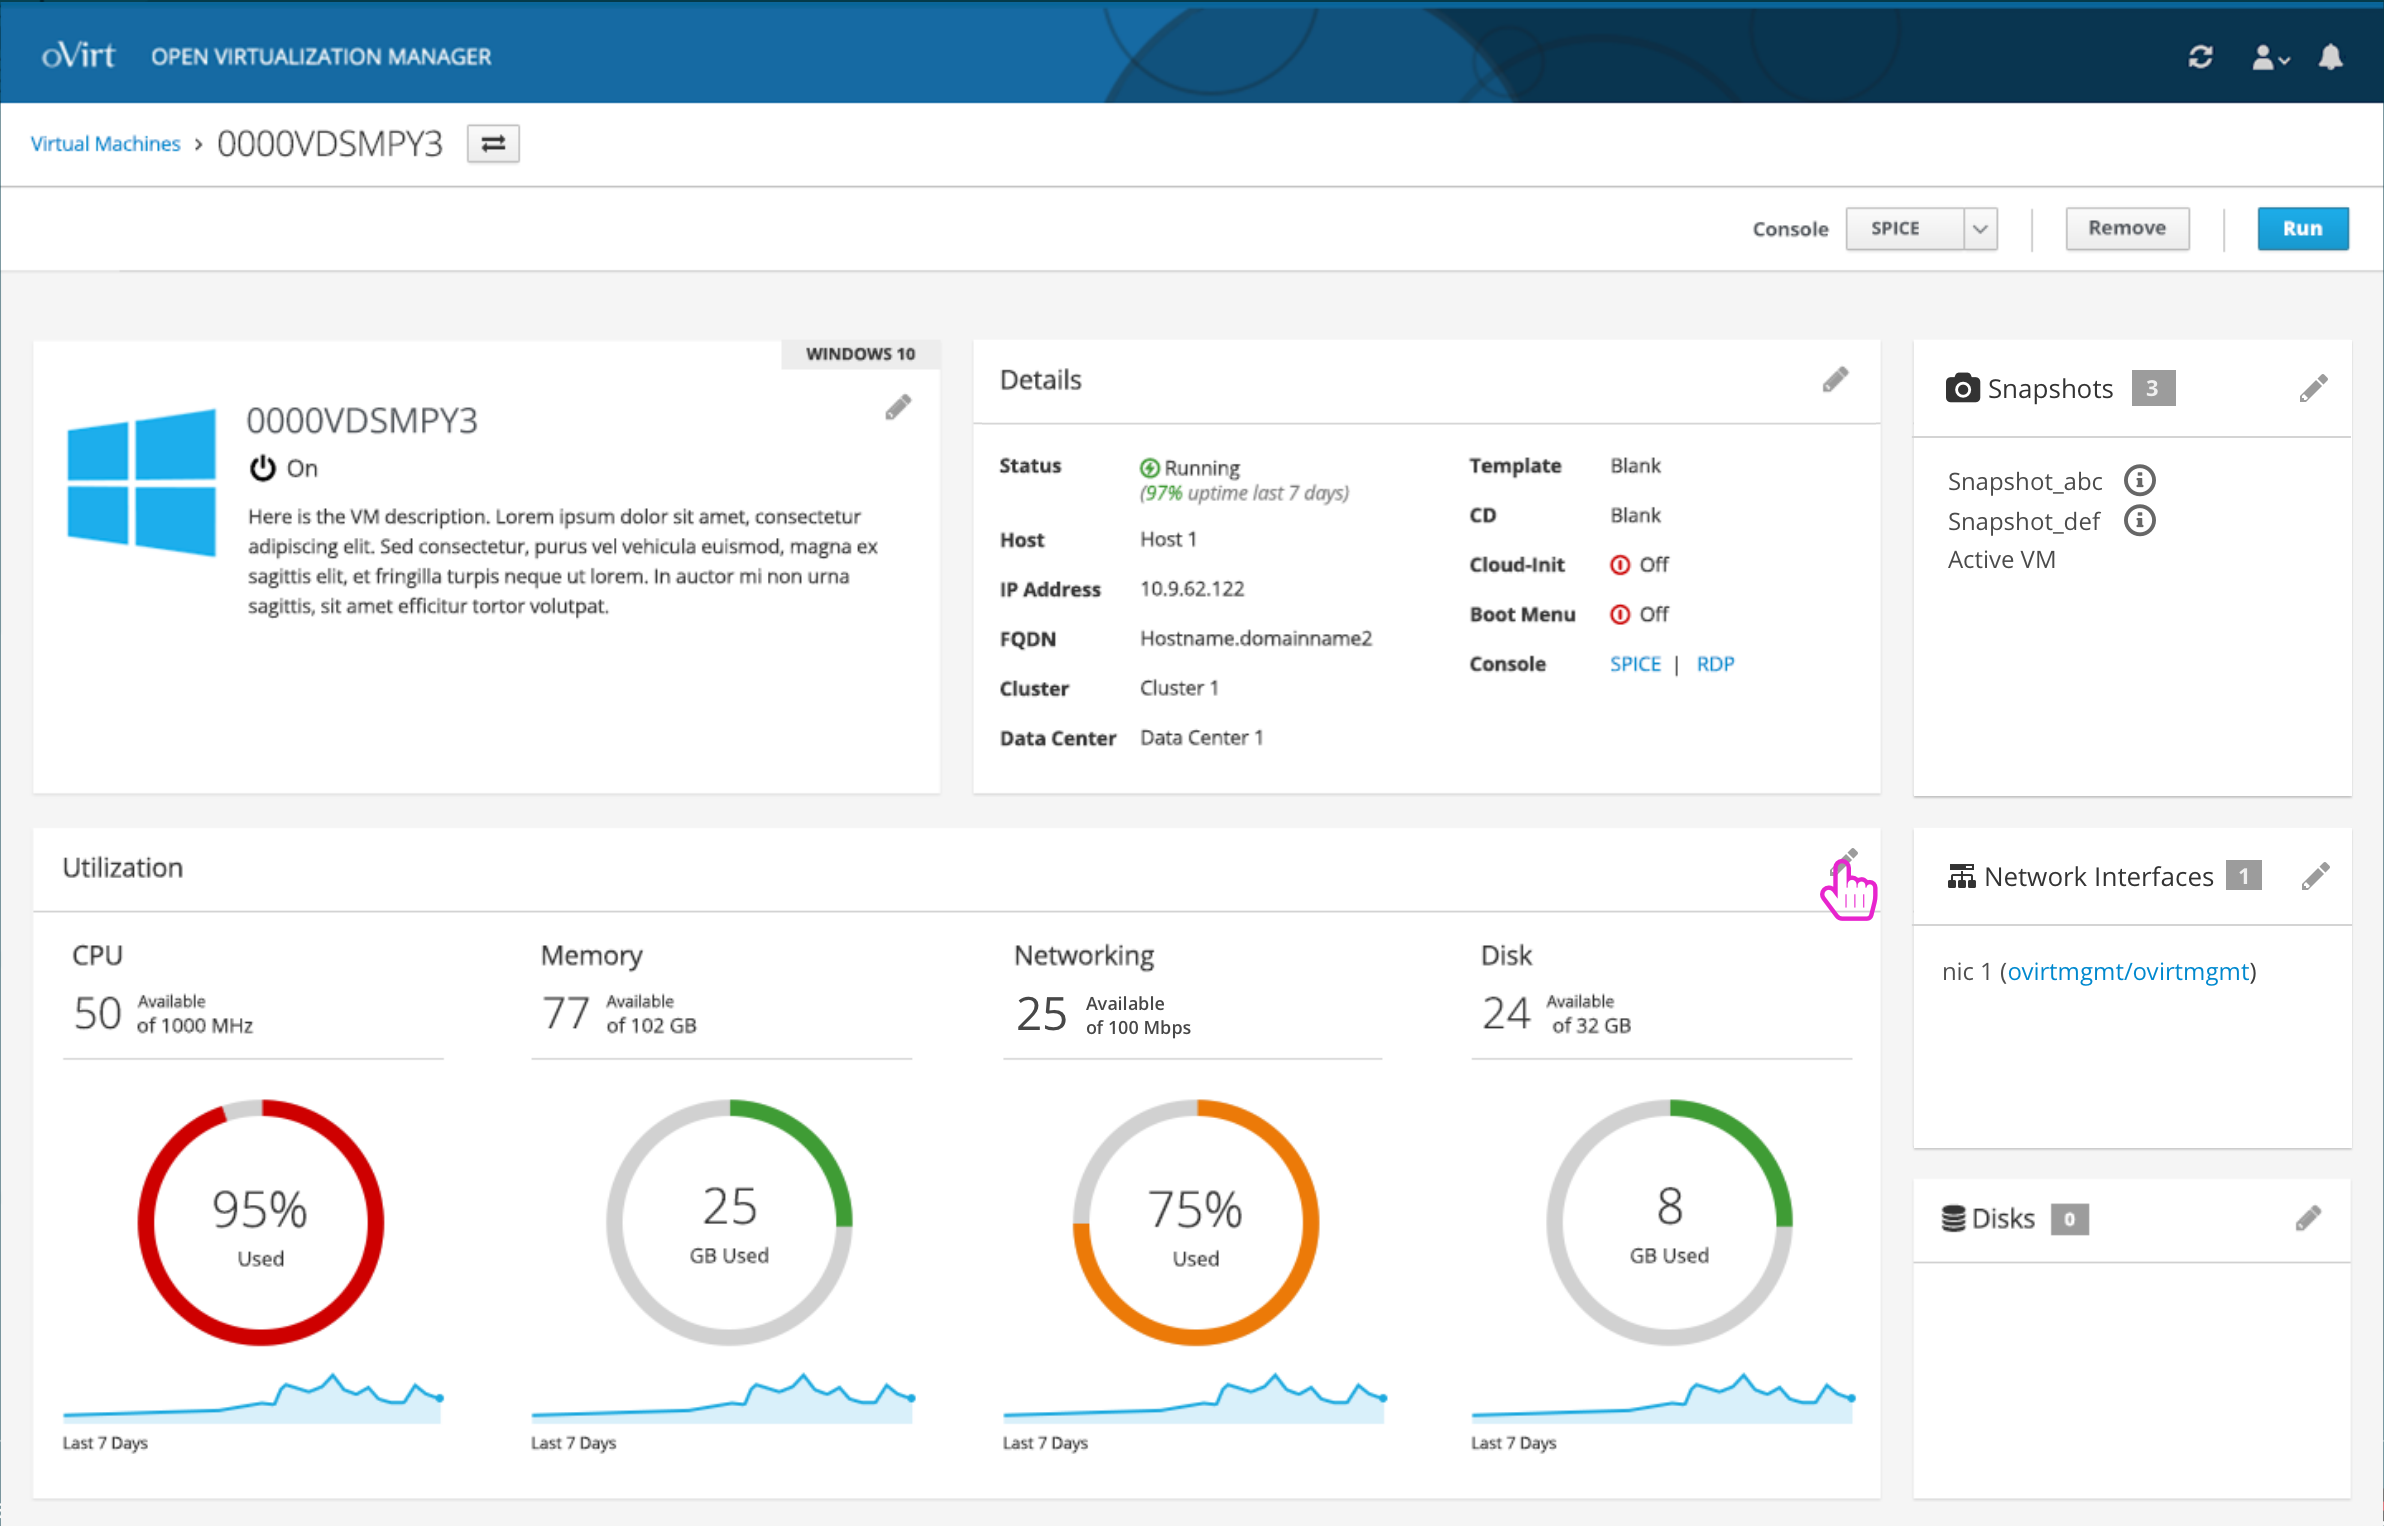 oVirt OPEN VIRTUALIZATION MANAGER
Virtual Machines › 0000VDSMPY3
Console SPICE Remove Run
WINDOWS 10
0000VDSMPY3
On
Here is the VM description. Lorem ipsum dolor sit amet, consectetur
adipiscing elit. Sed consectetur, purus vel vehicula euismod, magna ex
sagittis elit, et fringilla turpis neque ut lorem. In auctor mi non urna
sagittis, sit amet efficitur tortor volutpat.
Details
Status Running
(97% uptime last 7 days)
Host Host 1
IP Address 10.9.62.122
FQDN Hostname.domainname2
Cluster Cluster 1
Data Center Data Center 1
Template Blank
CD Blank
Cloud-Init Off
Boot Menu Off
Console SPICE | RDP
Snapshots 3
Snapshot_abc
Snapshot_def
Active VM
Utilization
CPU
50 Available
of 1000 MHz
95%
Used
Last 7 Days
Memory
77 Available
of 102 GB
25
GB Used
Last 7 Days
Networking
25 Available
of 100 Mbps
75%
Used
Last 7 Days
Disk
24 Available
of 32 GB
8
GB Used
Last 7 Days
Network Interfaces 1
nic 1 (ovirtmgmt/ovirtmgmt)
Disks 0